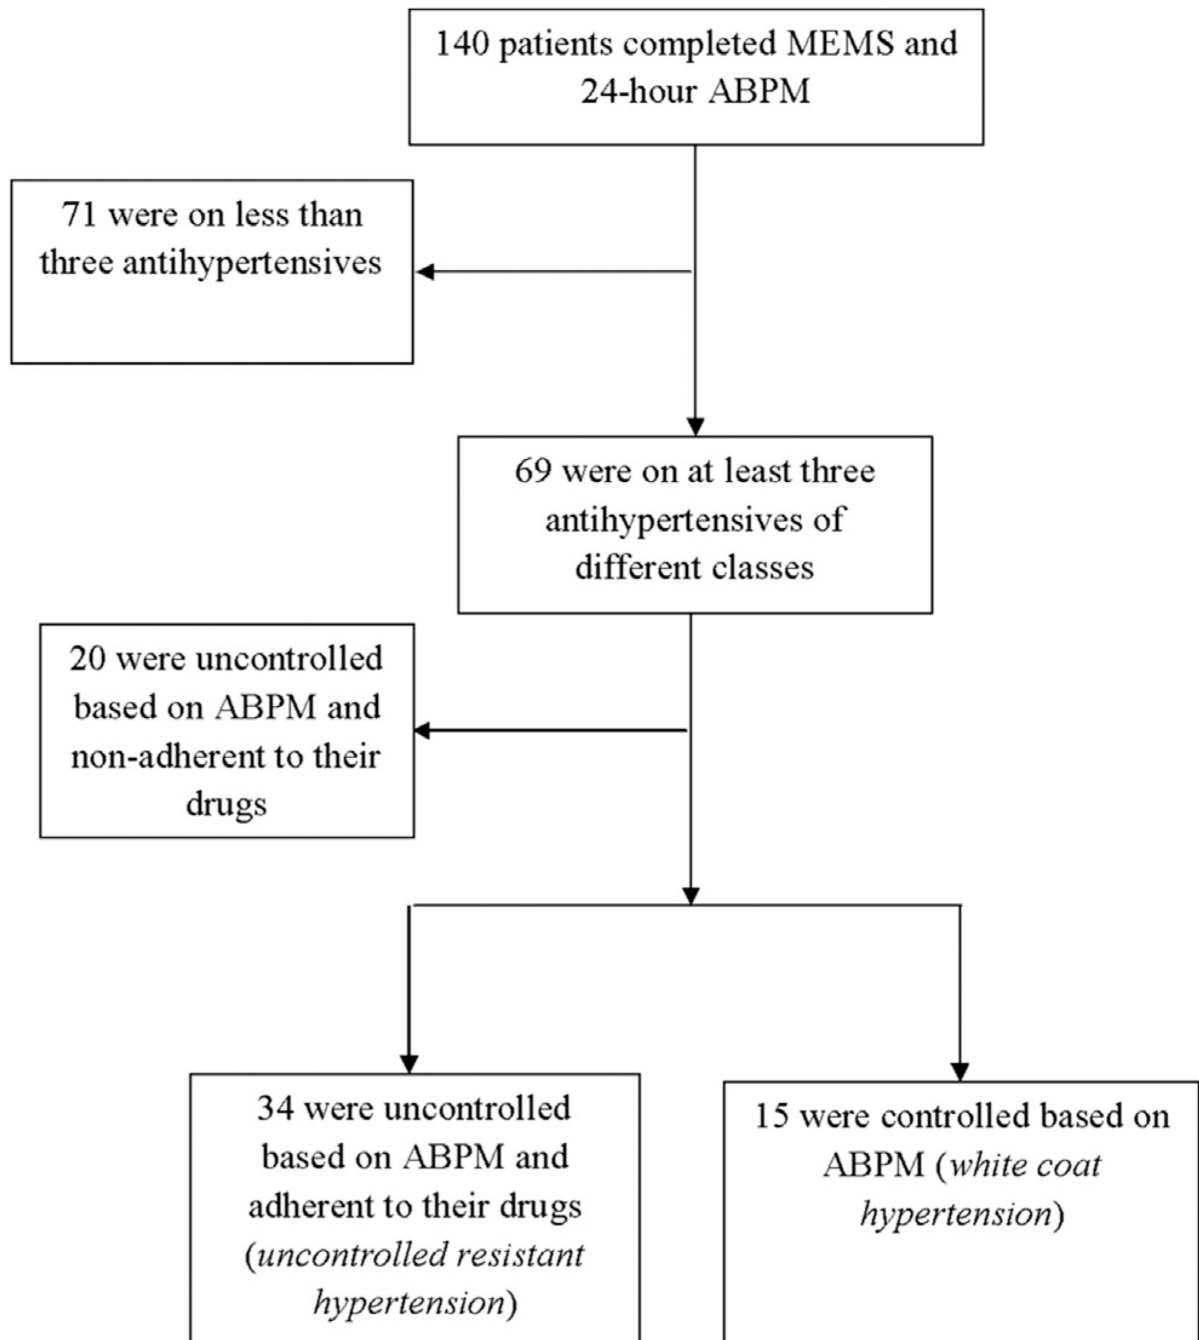 140 patients completed MEMS and
24-hour ABPM
71 were on less than
three antihypertensives
69 were on at least three
antihypertensives of
different classes
20 were uncontrolled
based on ABPM and
non-adherent to their
drugs
34 were uncontrolled
based on ABPM and
adherent to their drugs
(uncontrolled resistant
hypertension)
15 were controlled based on
ABPM (white coat
hypertension)